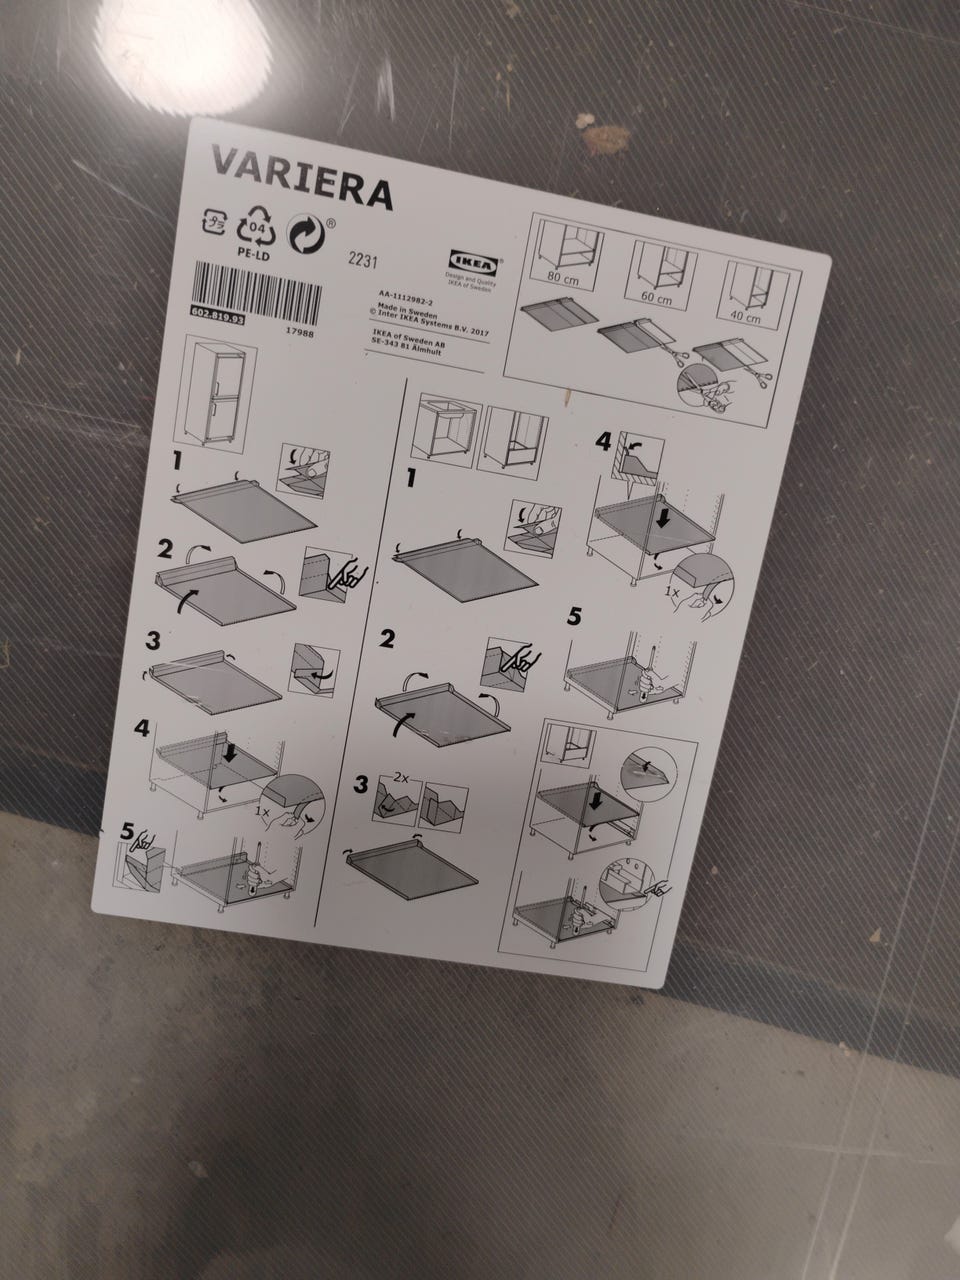 VARIERA
プラ
04
®
PE-LD
2231
602.819.93
17988
IKEA
®
Design and Quality
IKEA of Sweden
AA-1112982-2
Made in Sweden
© Inter IKEA Systems B.V. 2017
IKEA of Sweden AB
SE-343 81 Älmhult
80 cm
60 cm
40 cm
1
2
3
4
1x
5
1
2
3
2x
4
1x
5